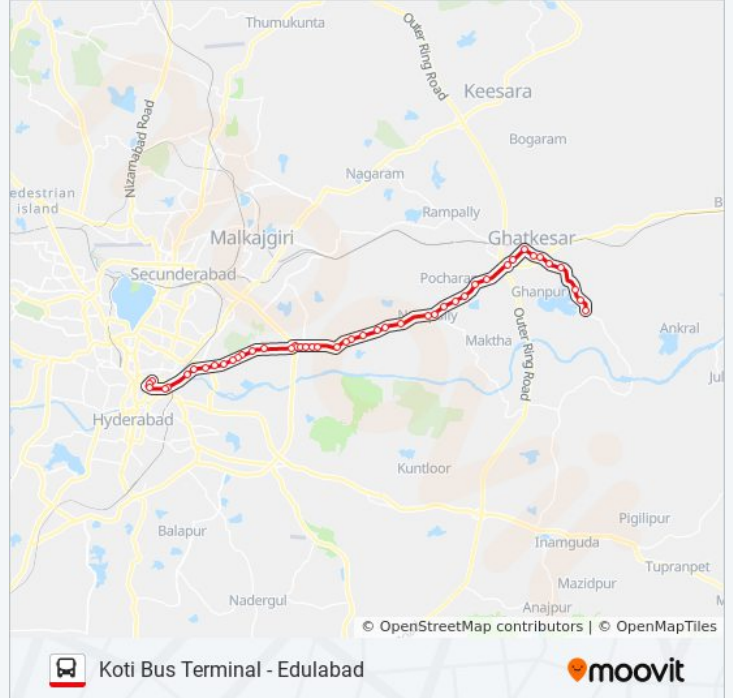 Thumukunta
Outer Ring Road
Keesara
Nizamabad Road
Bogaram
Nagaram
edestrian
island
Rampally
Malkajgiri
Ghatkesar
Secunderabad
Pocharam
Ghanpur
Maktha
Outer Ring Road
Ankral
Jul
Hyderabad
Kuntloor
Balapur
Pigilipur
Inamguda
Tupranpet
Mazidpur
Nadergul
Anajpur
© OpenStreetMap contributors | © OpenMapTiles
Koti Bus Terminal - Edulabad
moovit